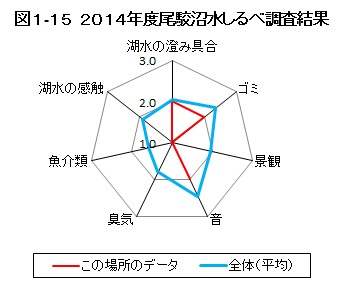 図1-15 2014年度尾駮沼水しるべ調査結果
湖水の澄み具合
3.0
湖水の感触
ゴミ
2.0
1.0
魚介類
景観
臭気
音
この場所のデータ
全体(平均)